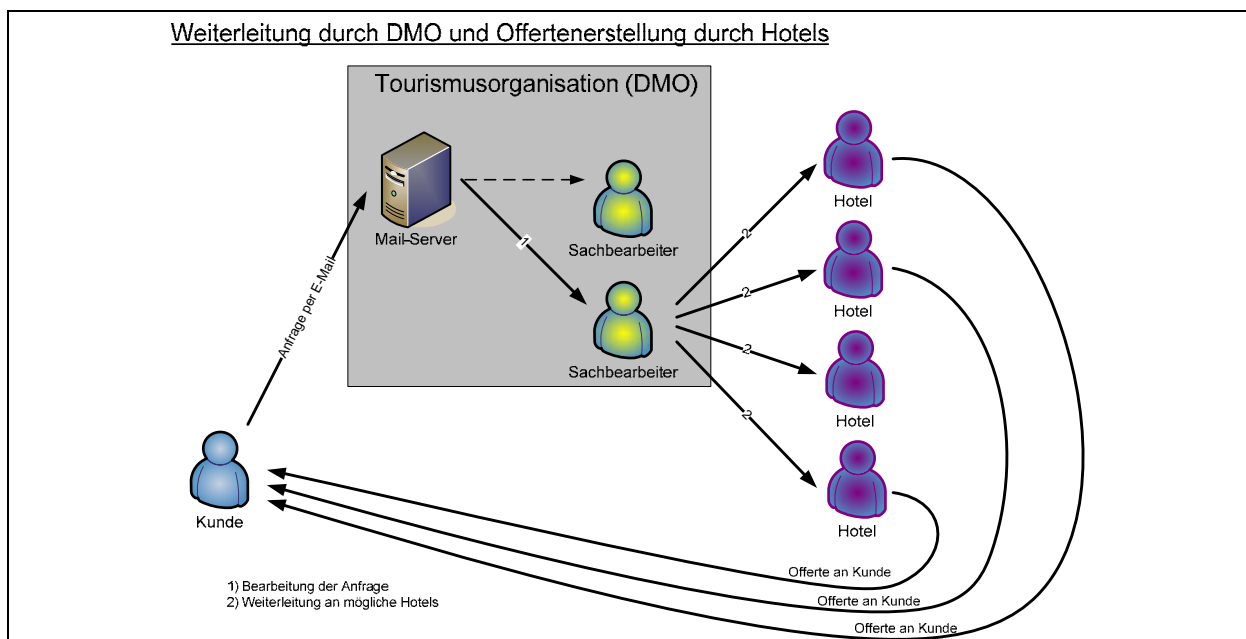 Weiterleitung durch DMO und Offertenerstellung durch Hotels
Tourismusorganisation (DMO)
Mail-Server
Sachbearbeiter
1
Sachbearbeiter
Anfrage per E-Mail
Kunde
2
2
2
2
Hotel
Hotel
Hotel
Hotel
Offerte an Kunde
Offerte an Kunde
Offerte an Kunde
1) Bearbeitung der Anfrage
2) Weiterleitung an mögliche Hotels